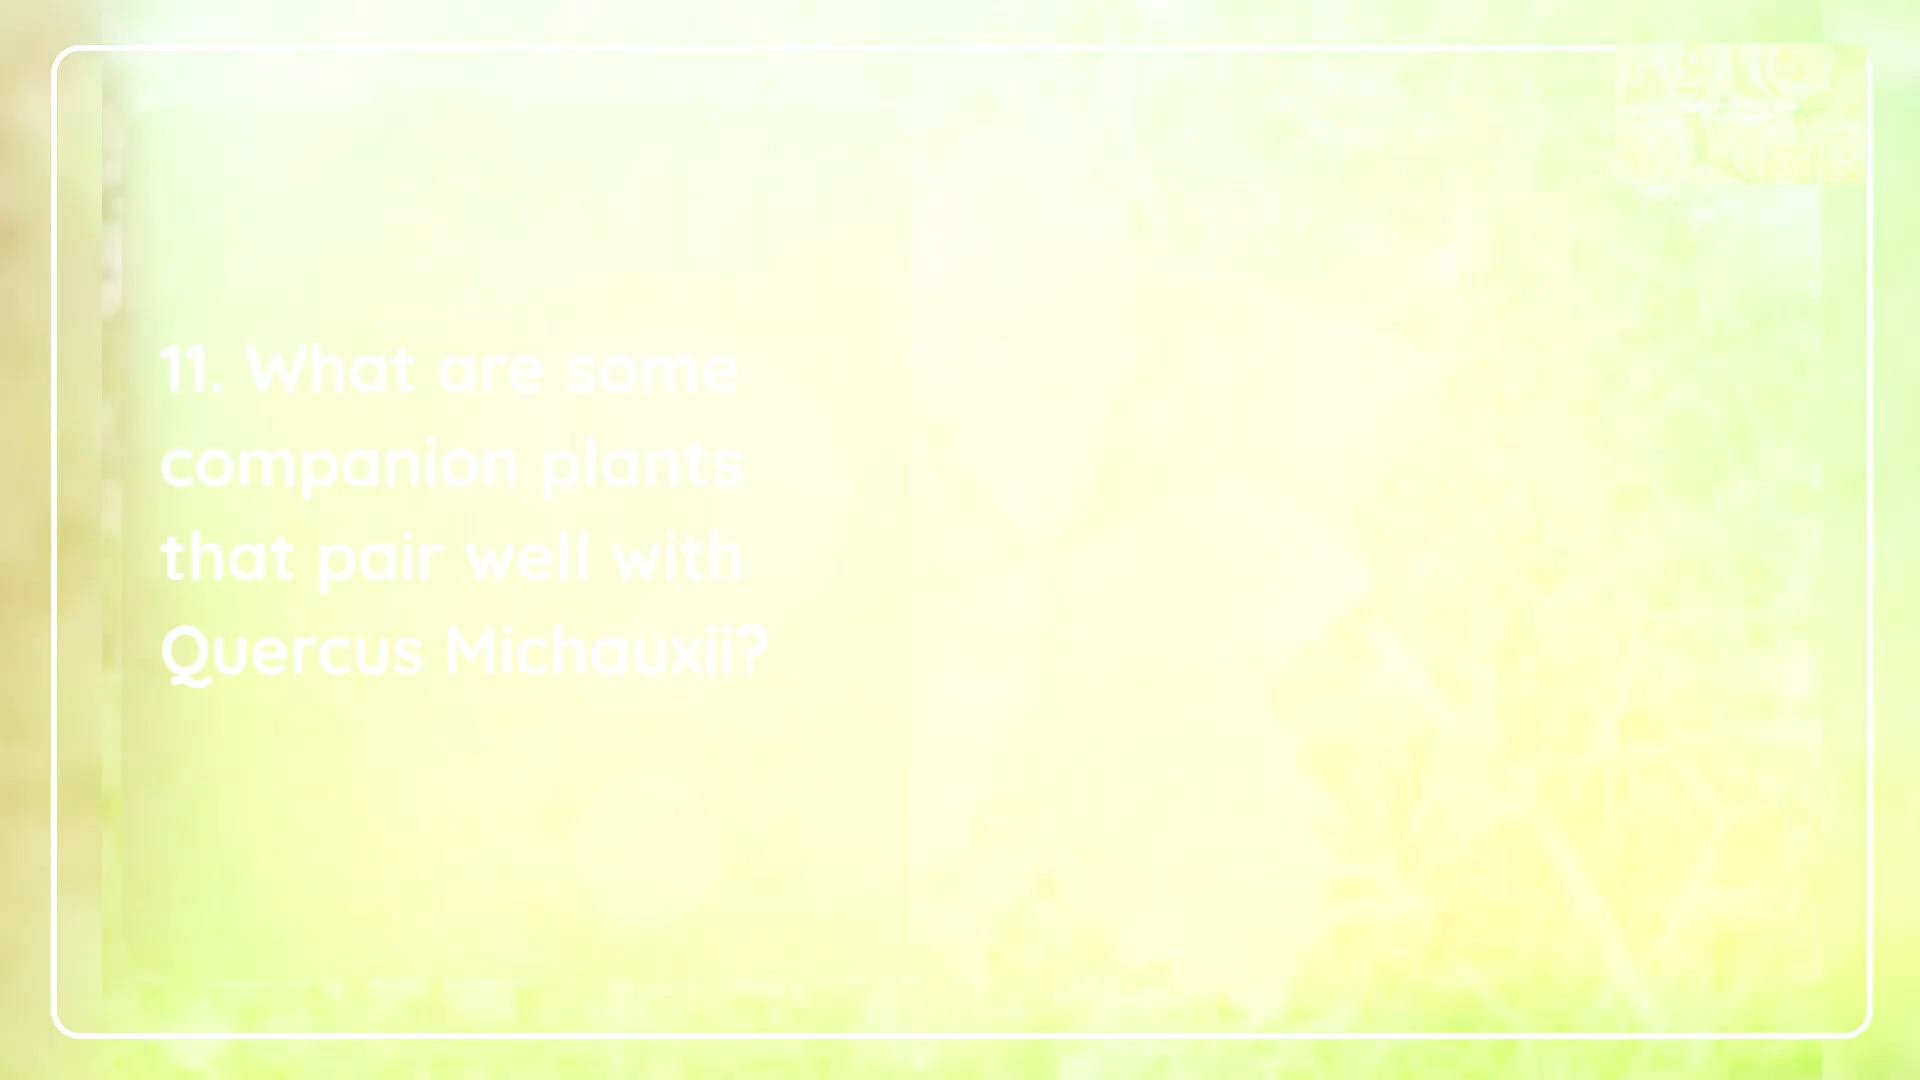 11. What are some
companion plants
that pair well with
Quercus Michauxii?